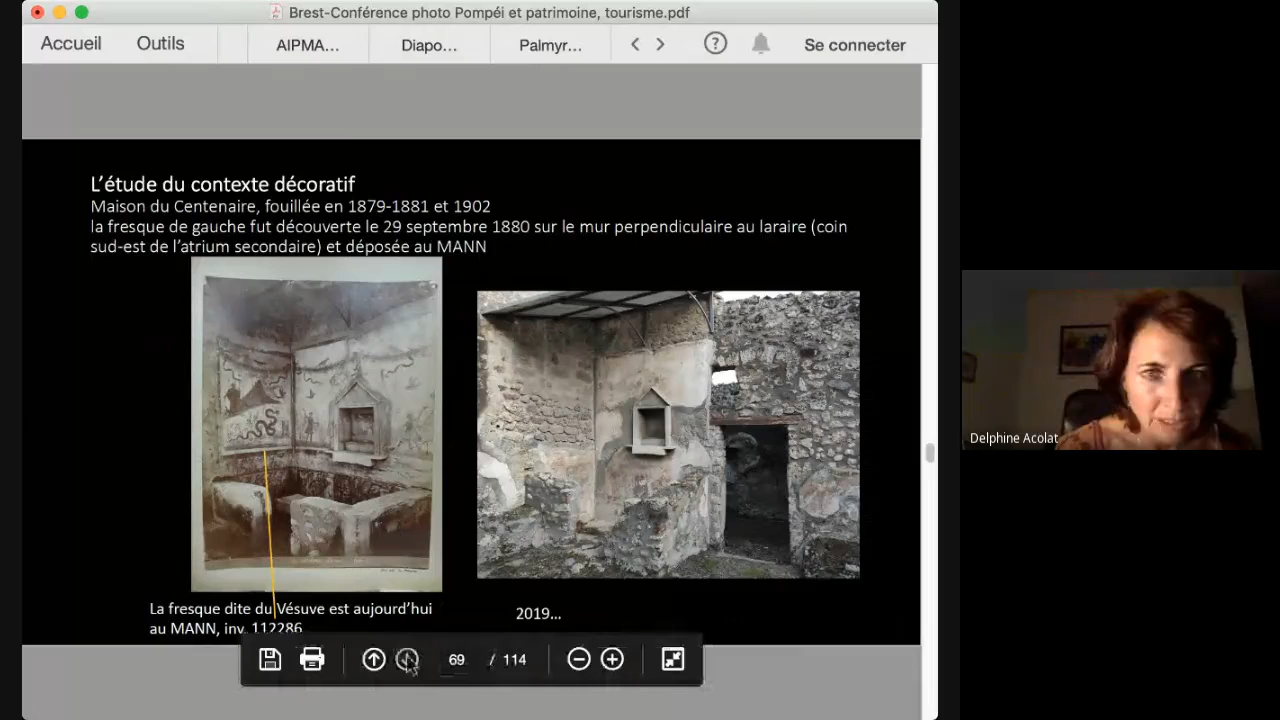 Brest-Conférence photo Pompéi et patrimoine, tourisme.pdf
Accueil Outils AIPMA... Diapo... Palmyr... ? Se connecter
L'étude du contexte décoratif
Maison du Centenaire, fouillée en 1879-1881 et 1902
la fresque de gauche fut découverte le 29 septembre 1880 sur le mur perpendiculaire au laraire (coin
sud-est de l'atrium secondaire) et déposée au MANN
La fresque dite du Vésuve est aujourd'hui
au MANN, inv. 112286
2019...
69 / 114
Delphine Acolat